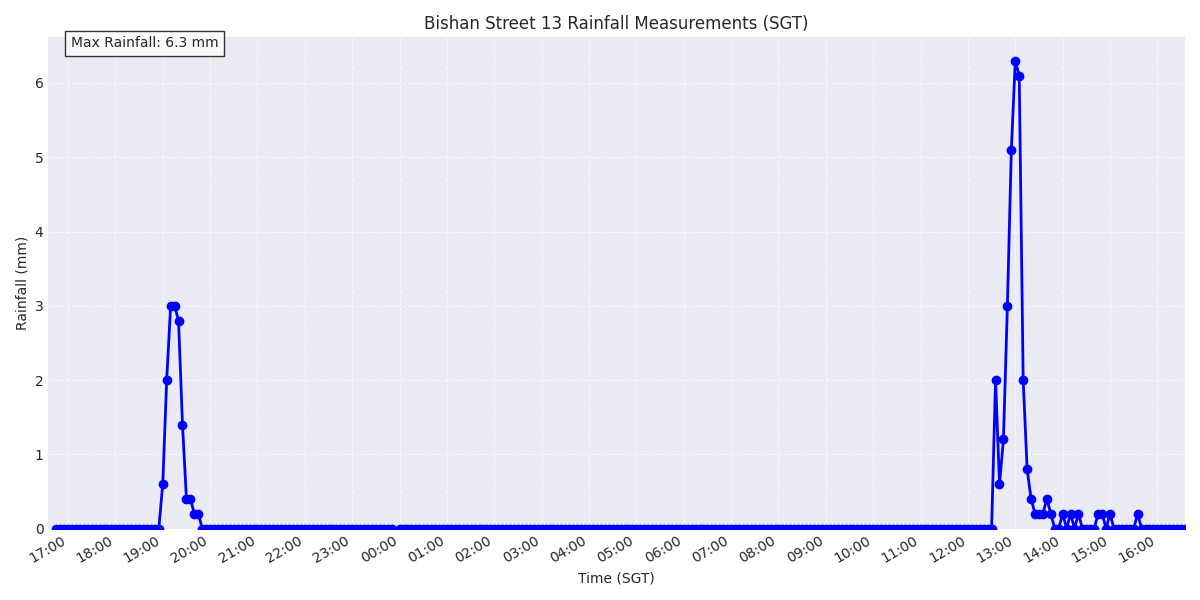 Bishan Street 13 Rainfall Measurements (SGT)
Max Rainfall: 6.3 mm
Rainfall (mm)
6
5
4
3
2
1
0
17:00 18:00 19:00 20:00 21:00 22:00 23:00 00:00 01:00 02:00 03:00 04:00 05:00 06:00 07:00 08:00 09:00 10:00 11:00 12:00 13:00 14:00 15:00 16:00
Time (SGT)